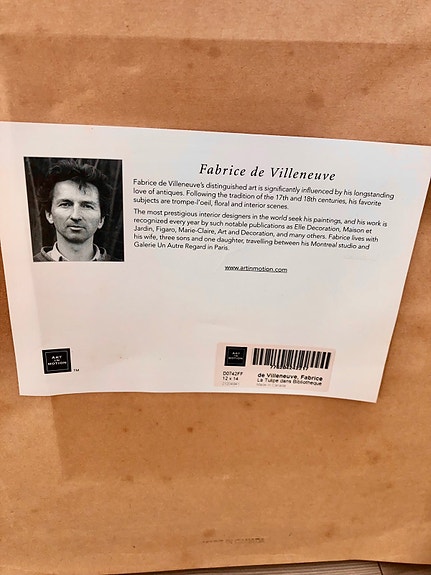 Fabrice de Villeneuve
Fabrice de Villeneuve's distinguished art is significantly influenced by his longstanding
love of antiques. Following the tradition of the 17th and 18th centuries, his favorite
subjects are trompe-l'oeil, floral and interior scenes.
The most prestigious interior designers in the world seek his paintings, and his work is
recognized every year by such notable publications as Elle Decoration, Maison et
Jardin, Figaro, Marie-Claire, Art and Decoration, and many others. Fabrice lives with
his wife, three sons and one daughter, travelling between his Montreal studio and
Galerie Un Autre Regard in Paris.
www.artinmotion.com
ART
IN
MOTION
TM
ART
IN
MOTION
D0742FF
12 x 14
de Villeneuve, Fabrice
La Tulipe dans Bibliotheque
Made in Canada